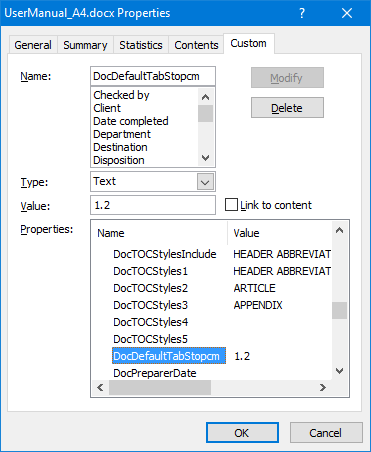 UserManual_A4.docx Properties
General Summary Statistics Contents Custom
Name: DocDefaultTabStopcm Modify
Checked by
Client
Date completed
Department
Destination
Disposition
Delete
Type: Text
Value: 1.2 Link to content
Properties: Name Value
DocTOCStylesInclude HEADER ABBREVIAT
DocTOCStyles1 HEADER ABBREVIAT
DocTOCStyles2 ARTICLE
DocTOCStyles3 APPENDIX
DocTOCStyles4
DocTOCStyles5
DocDefaultTabStopcm 1.2
DocPreparerDate
OK Cancel